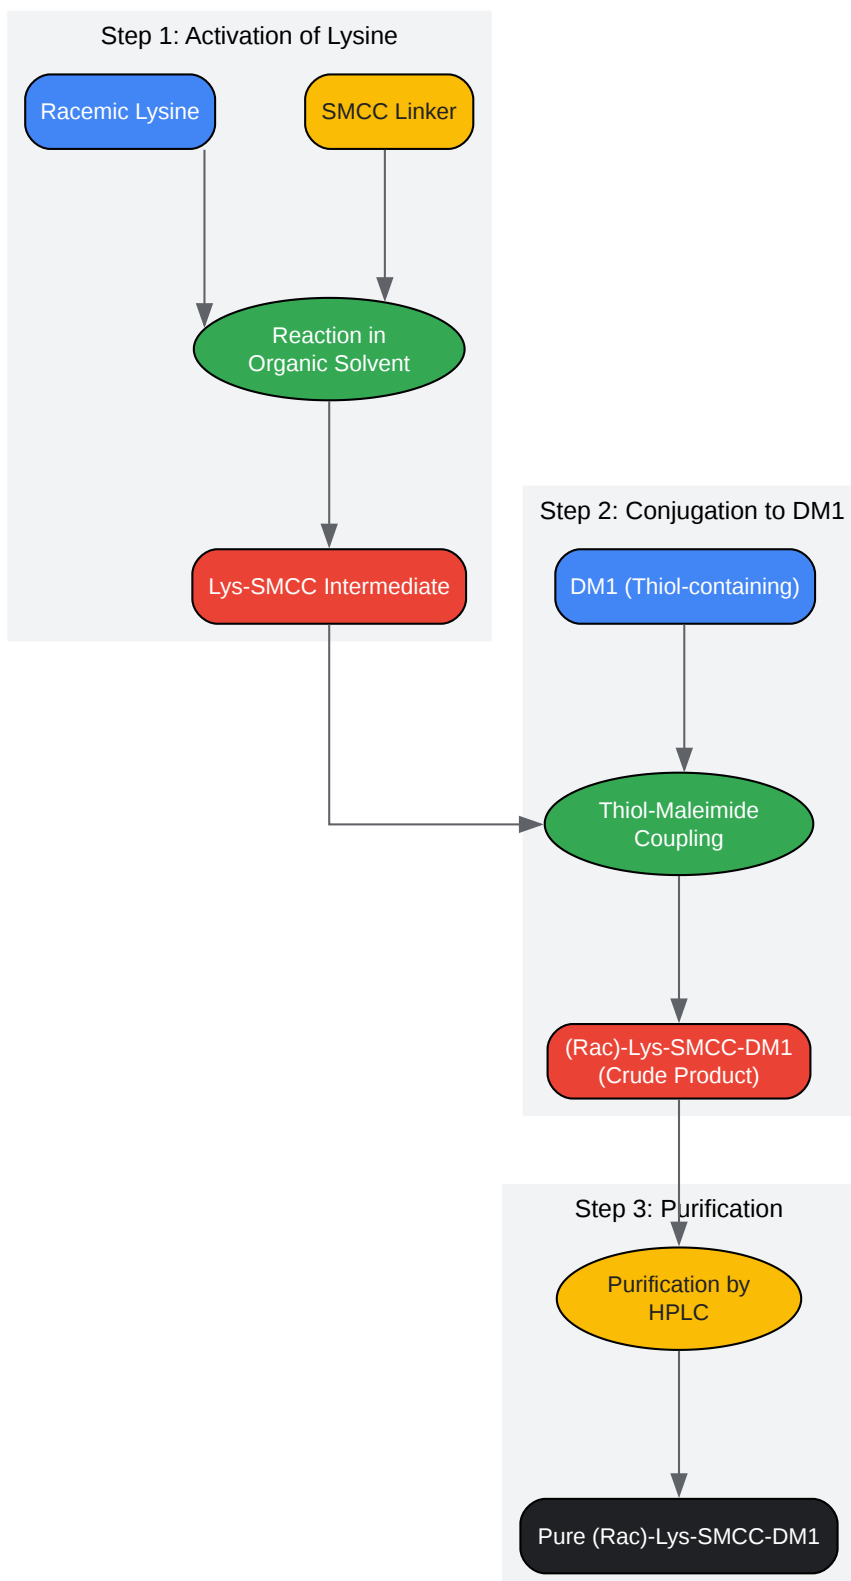 Step 1: Activation of Lysine
Racemic Lysine
SMCC Linker
Reaction in
Organic Solvent
Lys-SMCC Intermediate
Step 2: Conjugation to DM1
DM1 (Thiol-containing)
Thiol-Maleimide
Coupling
(Rac)-Lys-SMCC-DM1
(Crude Product)
Step 3: Purification
Purification by
HPLC
Pure (Rac)-Lys-SMCC-DM1